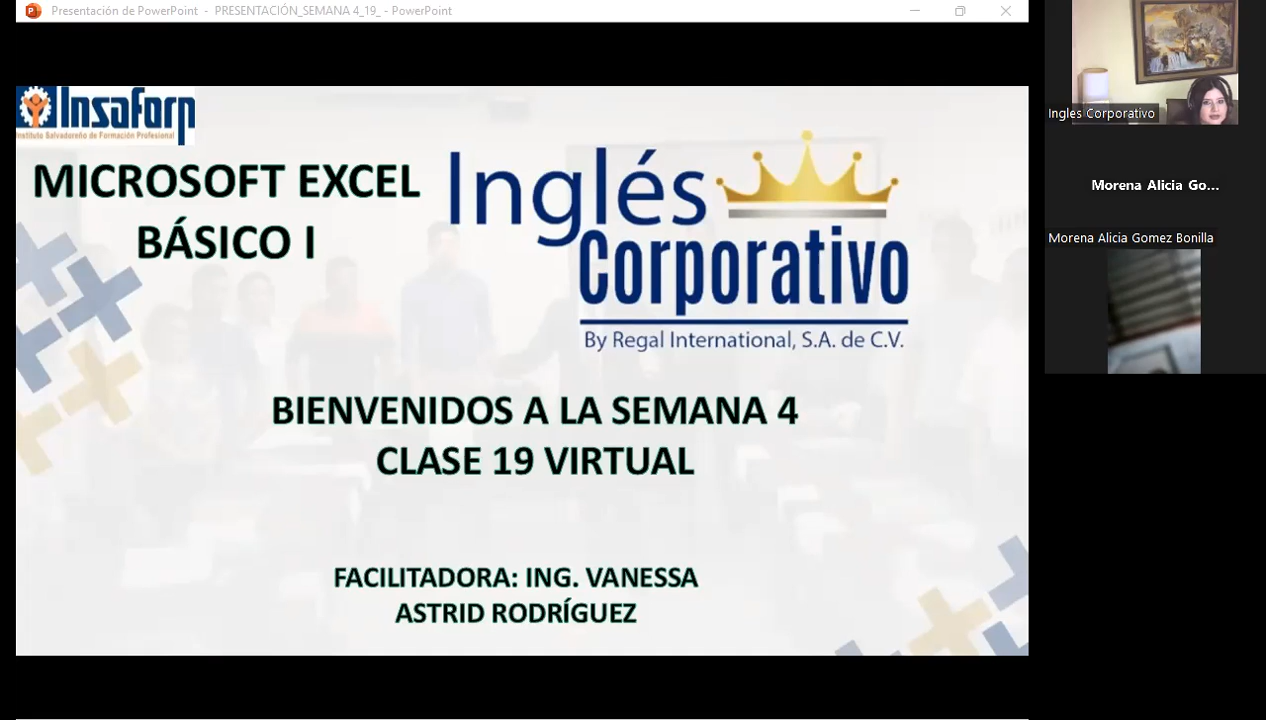 Presentación de PowerPoint - PRESENTACIÓN_SEMANA 4_19_ - PowerPoint
Insaforp
Instituto Salvadoreño de Formación Profesional
MICROSOFT EXCEL
BÁSICO I
Inglés
Corporativo
By Regal International, S.A. de C.V.
BIENVENIDOS A LA SEMANA 4
CLASE 19 VIRTUAL
FACILITADORA: ING. VANESSA
ASTRID RODRÍGUEZ
Ingles Corporativo
Morena Alicia Go...
Morena Alicia Gomez Bonilla